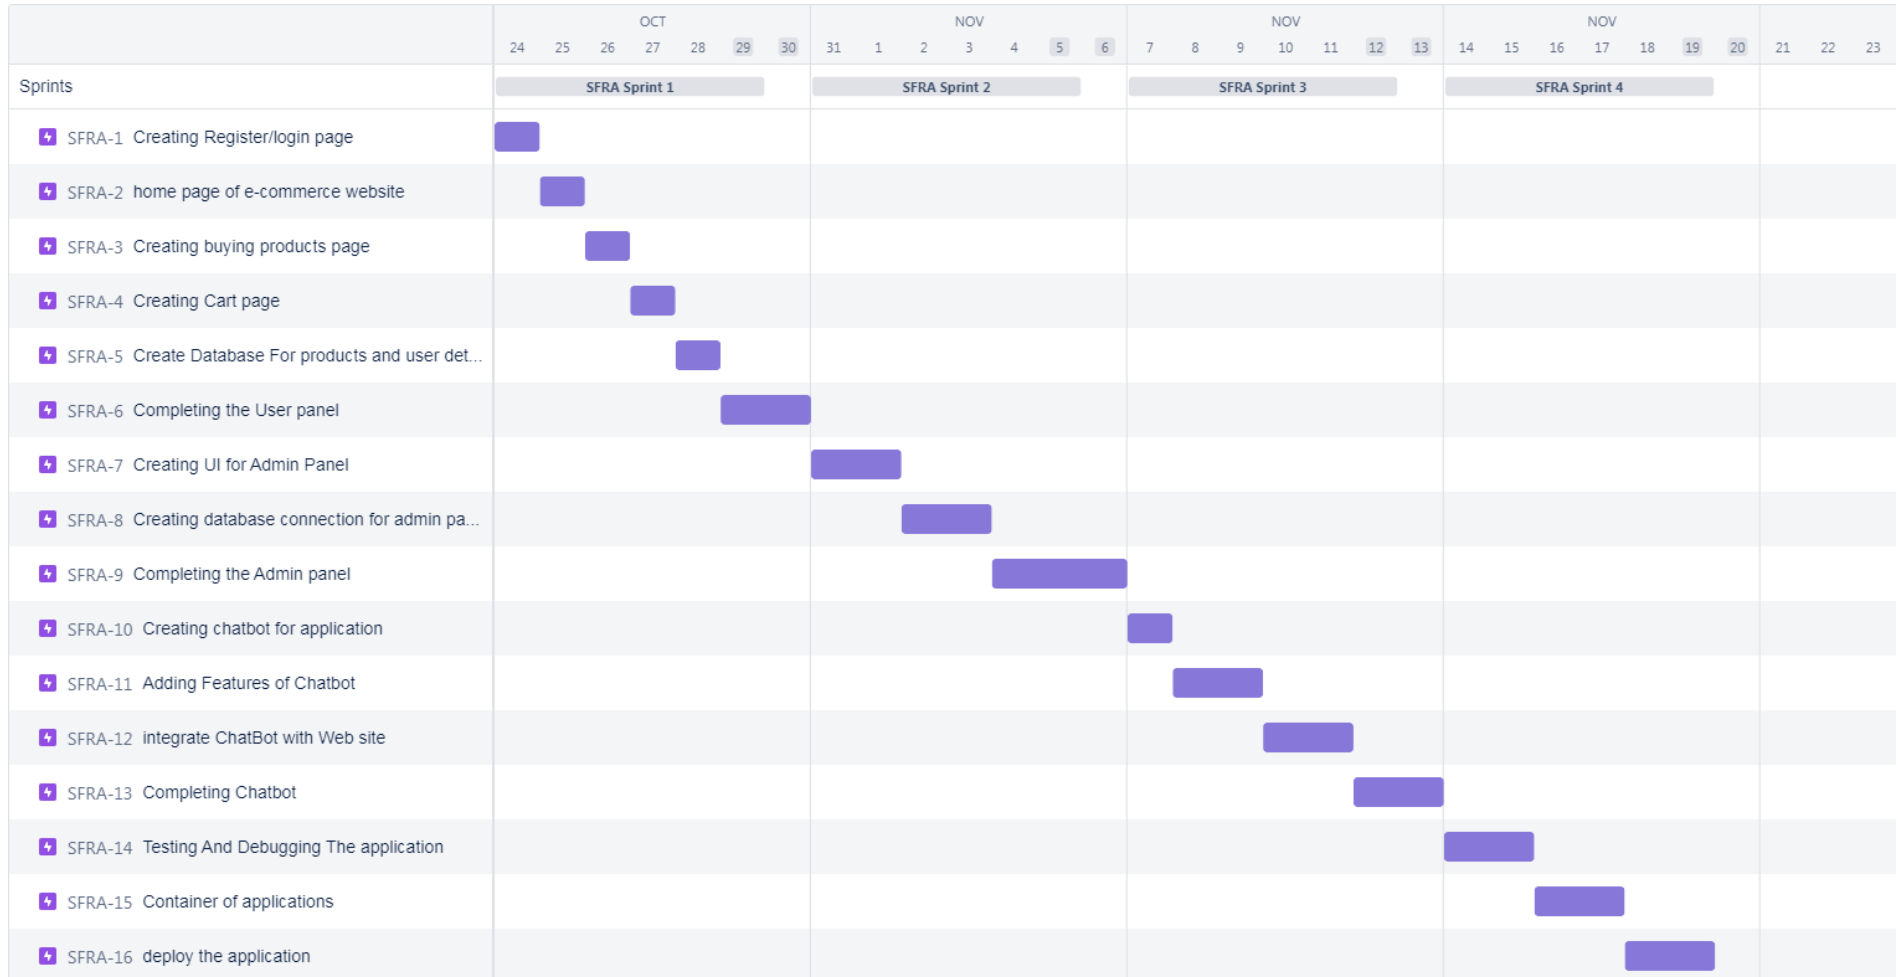 OCT NOV NOV NOV
24 25 26 27 28 29 30 31 1 2 3 4 5 6 7 8 9 10 11 12 13 14 15 16 17 18 19 20 21 22 23
Sprints SFRA Sprint 1 SFRA Sprint 2 SFRA Sprint 3 SFRA Sprint 4
SFRA-1 Creating Register/login page
SFRA-2 home page of e-commerce website
SFRA-3 Creating buying products page
SFRA-4 Creating Cart page
SFRA-5 Create Database For products and user det...
SFRA-6 Completing the User panel
SFRA-7 Creating UI for Admin Panel
SFRA-8 Creating database connection for admin pa...
SFRA-9 Completing the Admin panel
SFRA-10 Creating chatbot for application
SFRA-11 Adding Features of Chatbot
SFRA-12 integrate ChatBot with Web site
SFRA-13 Completing Chatbot
SFRA-14 Testing And Debugging The application
SFRA-15 Container of applications
SFRA-16 deploy the application